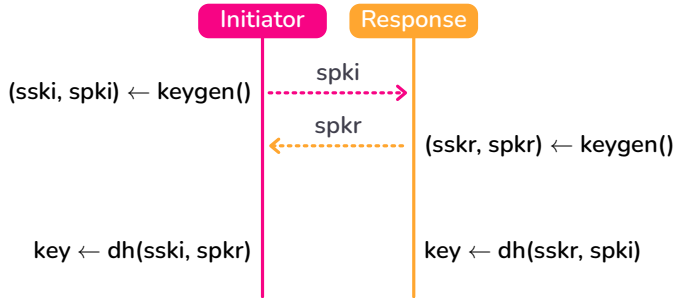 Initiator
Response
spki
(sski, spki) ← keygen()
spkr
(sskr, spkr) ← keygen()
key ← dh(sski, spkr)
key ← dh(sskr, spki)